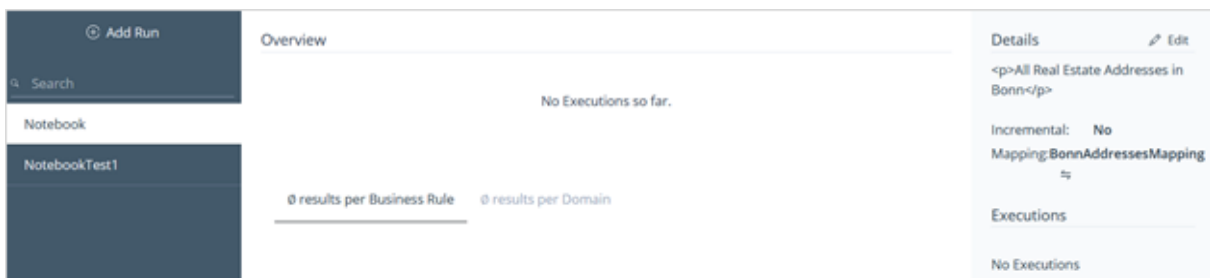 Add Run
Search
Notebook
NotebookTest1
Overview
No Executions so far.
Ø results per Business Rule
Ø results per Domain
Details
Edit
<p>All Real Estate Addresses in
Bonn</p>
Incremental: No
Mapping:BonnAddressesMapping
Executions
No Executions